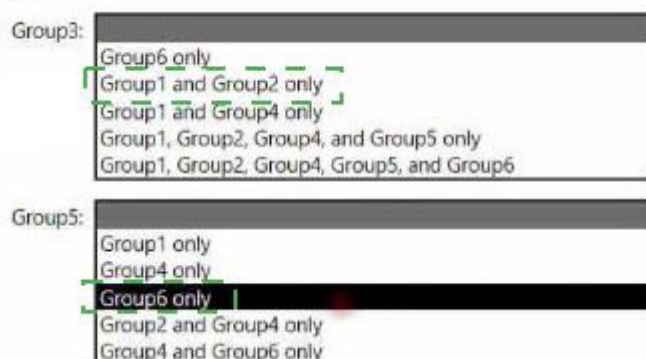 Group3:
Group6 only
Group1 and Group2 only
Group1 and Group4 only
Group1, Group2, Group4, and Group5 only
Group1, Group2, Group4, Group5, and Group6
Group5:
Group1 only
Group4 only
Group6 only
Group2 and Group4 only
Group4 and Group6 only